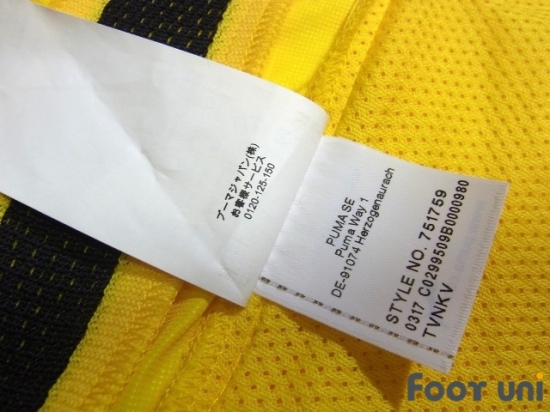 プーマジャパン(株)
お客様サービス
0120-125-150
PUMA SE
Puma Way 1
DE-91074 Herzogenaurach
STYLE NO. 751759
0317 C0299509B0000980
TVNKV
FOOT UNI